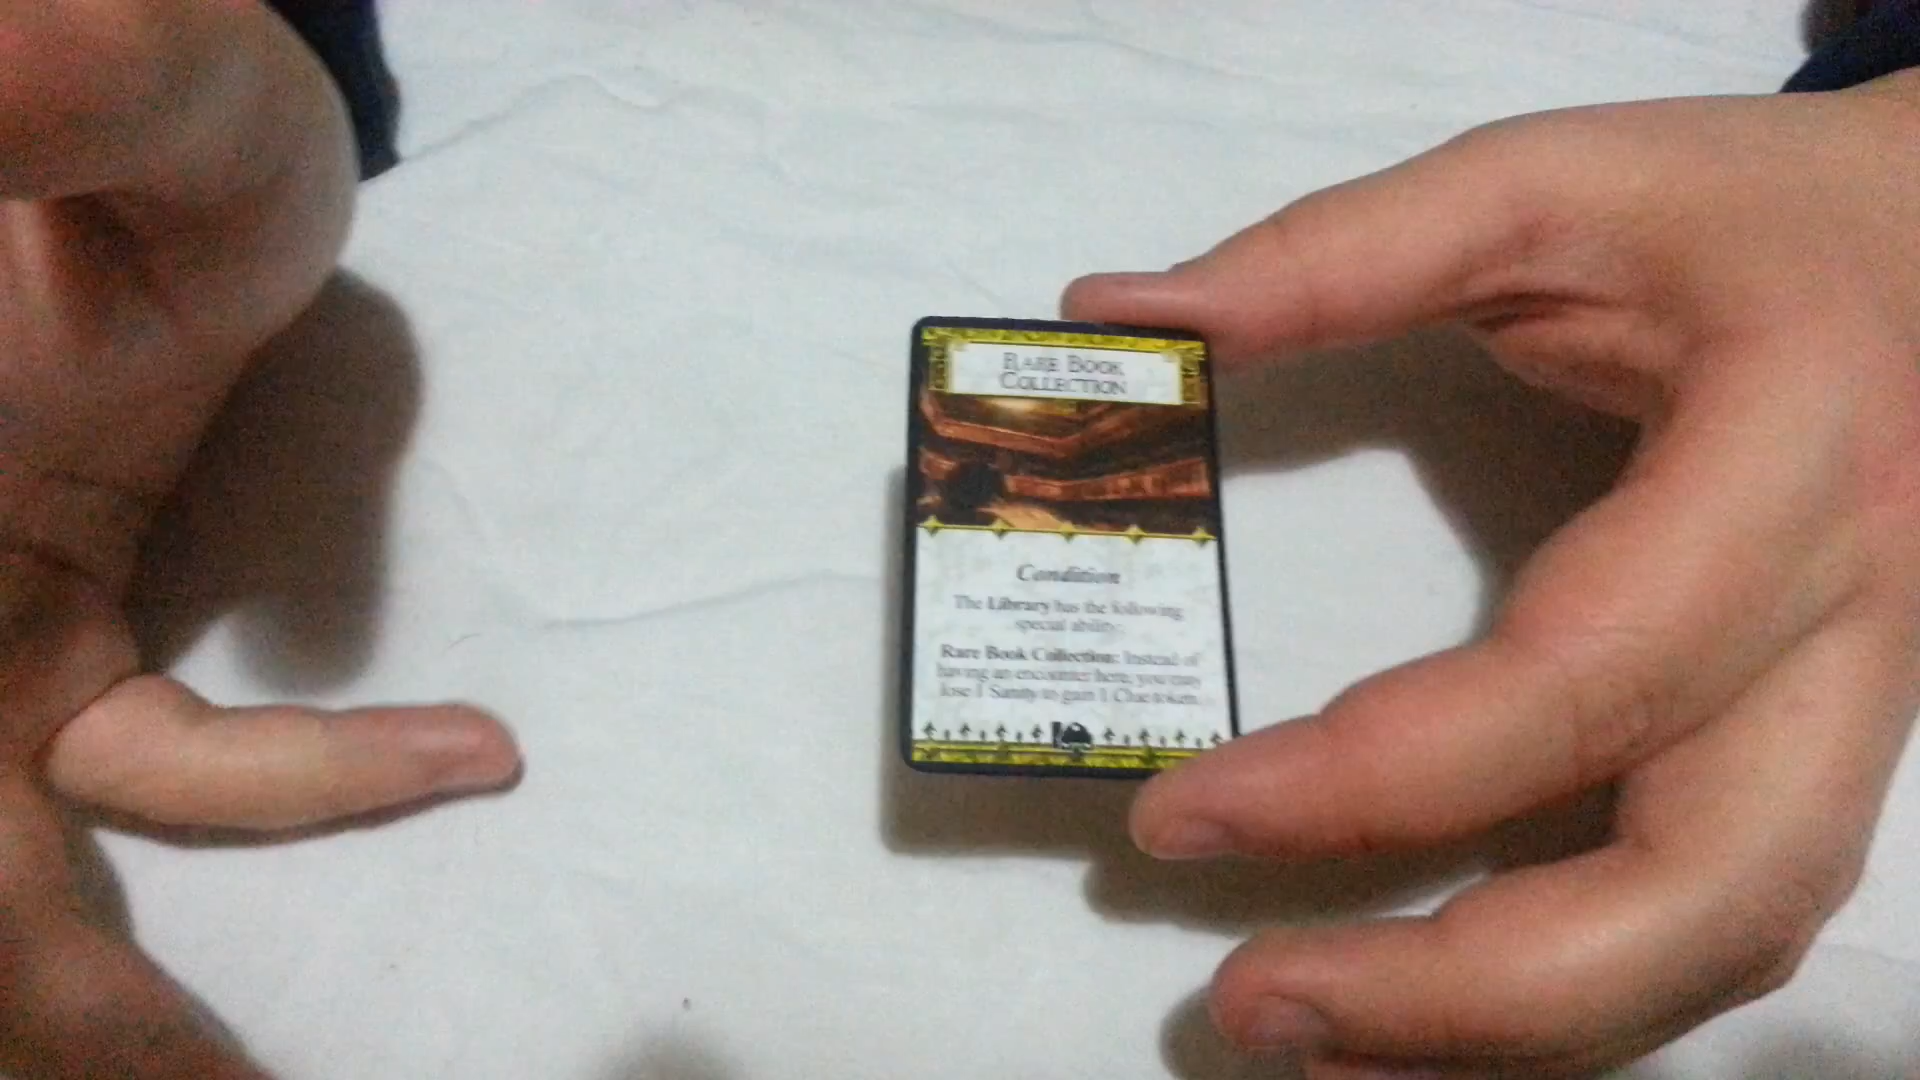 RARE BOOK
COLLECTION
Condition
The Library has the following
special ability:
Rare Book Collection: Instead of
having an encounter here, you may
lose 1 Sanity to gain 1 Clue token.